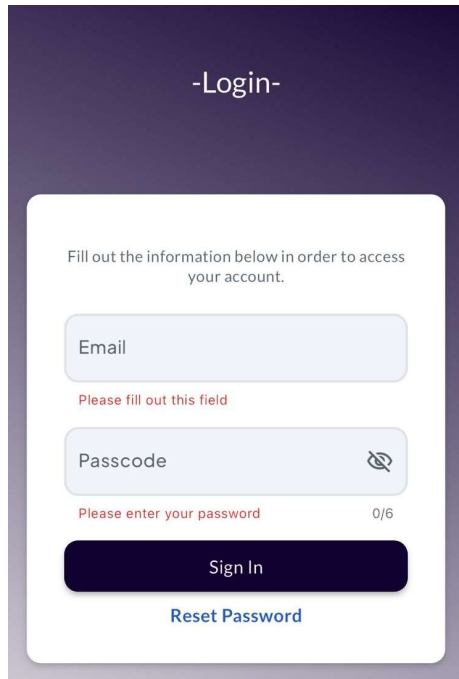 -Login-
Fill out the information below in order to access
your account.
Email
Please fill out this field
Passcode
Please enter your password
0/6
Sign In
Reset Password